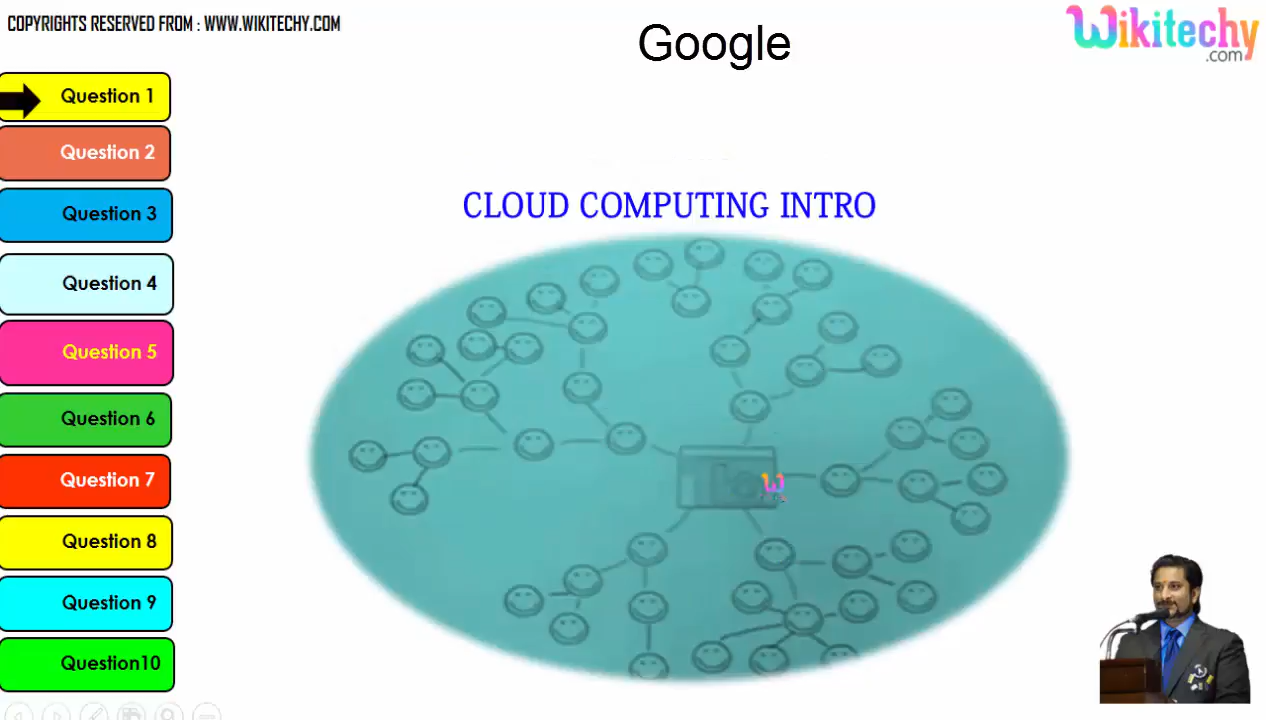 COPYRIGHTS RESERVED FROM : WWW.WIKITECHY.COM
Google
Wikitechy
.com
Question 1
Question 2
Question 3
Question 4
Question 5
Question 6
Question 7
Question 8
Question 9
Question10
CLOUD COMPUTING INTRO
W